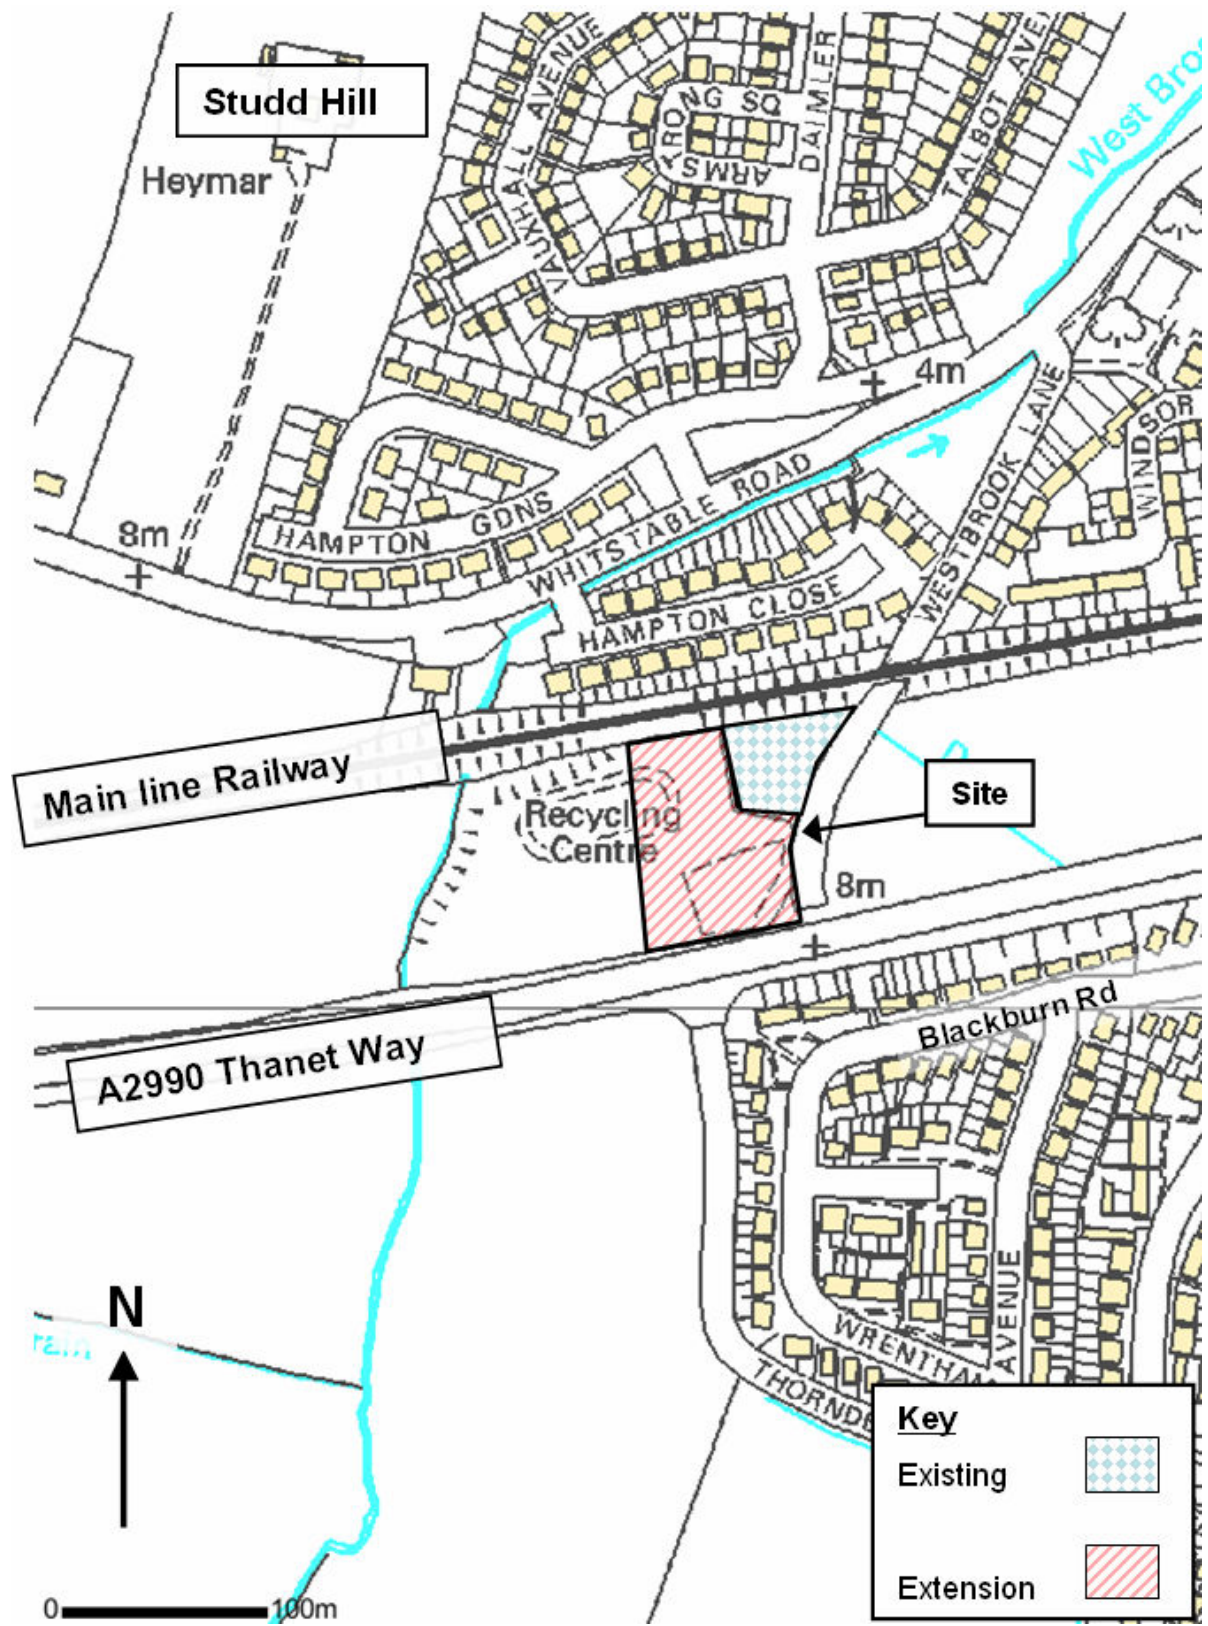 VAUXHALL AVENUE
ARMSTRONG SQ
DAIMLER
TALBOT AVE
West Bro
Studd Hill
Heymar
4m
WINDSOR
WESTBROOK LANE
WHITSTABLE ROAD
HAMPTON GDNS
8m
HAMPTON CLOSE
Main line Railway
Recycling
Centre
Site
8m
Blackburn Rd
A2990 Thanet Way
N
rain
AVENUE
WRENTHAM
THORNDE
Key
Existing
Extension
0 100m